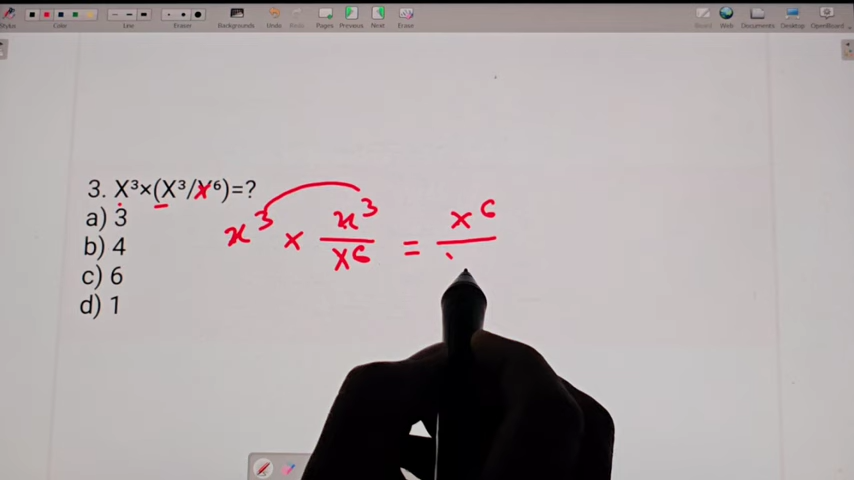 Stylus Color Line Eraser Backgrounds Undo Redo Pages Previous Next Erase Board Web Documents Desktop OpenBoard
3. X³×(X³/X⁶)=?
a) 3
b) 4
c) 6
d) 1
x³ × x³/x⁶ = x⁶